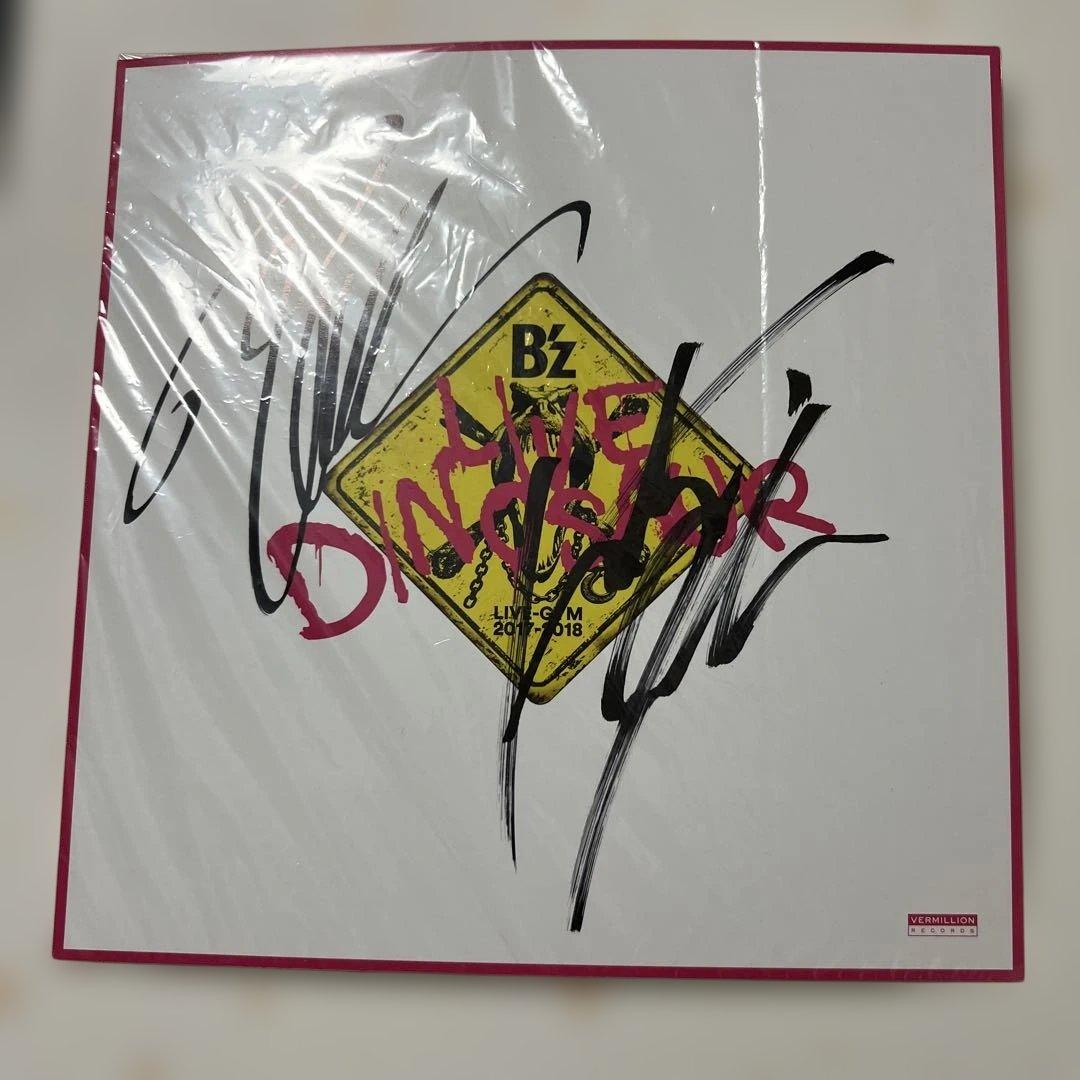 B'z
LIVE
DINOSAUR
LIVE-GYM
2017-2018
VERMILLION
RECORDS